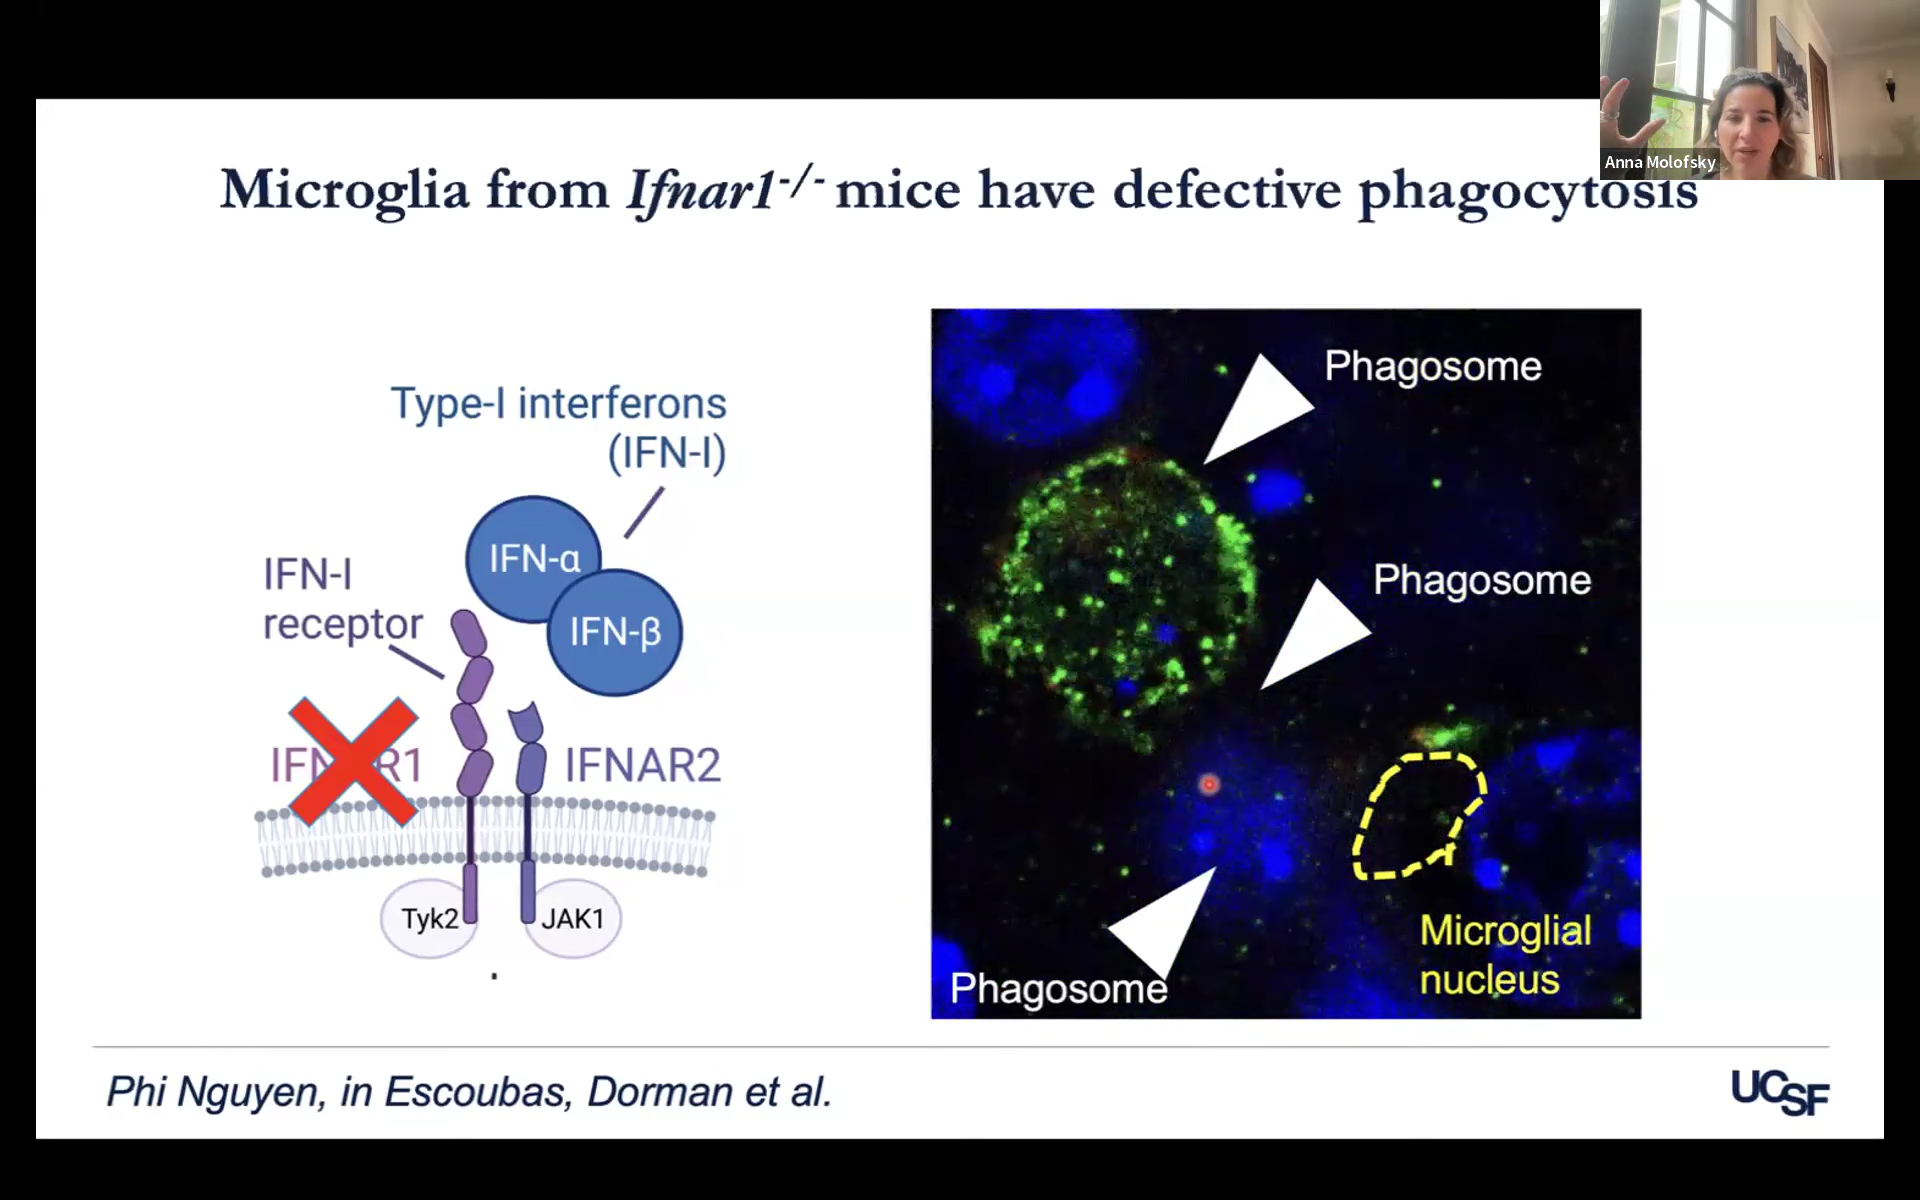 Anna Molofsky
Microglia from Ifnar1-/- mice have defective phagocytosis
Type-I interferons
(IFN-I)
IFN-α
IFN-β
IFN-I
receptor
IFNAR1
IFNAR2
Tyk2
JAK1
Phagosome
Phagosome
Phagosome
Microglial
nucleus
Phi Nguyen, in Escoubas, Dorman et al.
UCSF